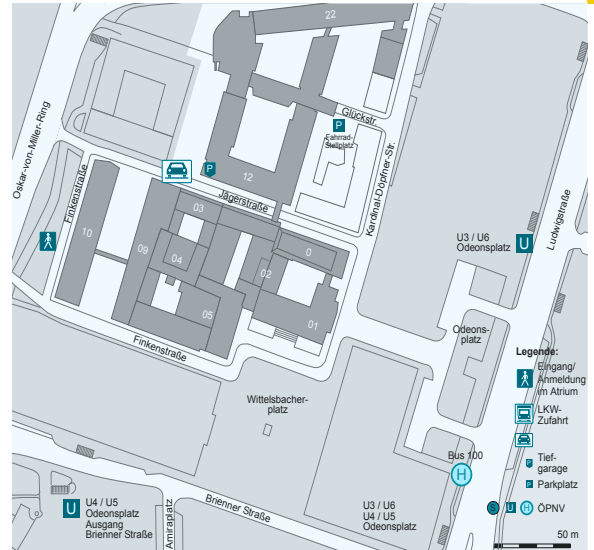 22
Glückstr.
P
Fahrrad-
Stellplatz
Oskar-von-Miller-Ring
Finkenstraße
P
12
Jägerstraße
Kardinal-Döpfner-Str.
Ludwigstraße
03
10
09
04
02
0
05
01
U3 / U6
Odeonsplatz
U
Finkenstraße
Odeons-
platz
Wittelsbacher-
platz
Legende:
Eingang/
Anmeldung
im Atrium
LKW-
Zufahrt
Tief-
garage
P
Parkplatz
S U H ÖPNV
50 m
Bus 100
H
U
U4 / U5
Odeonsplatz
Ausgang
Brienner Straße
Amiraplatz
Brienner Straße
U3 / U6
U4 / U5
Odeonsplatz